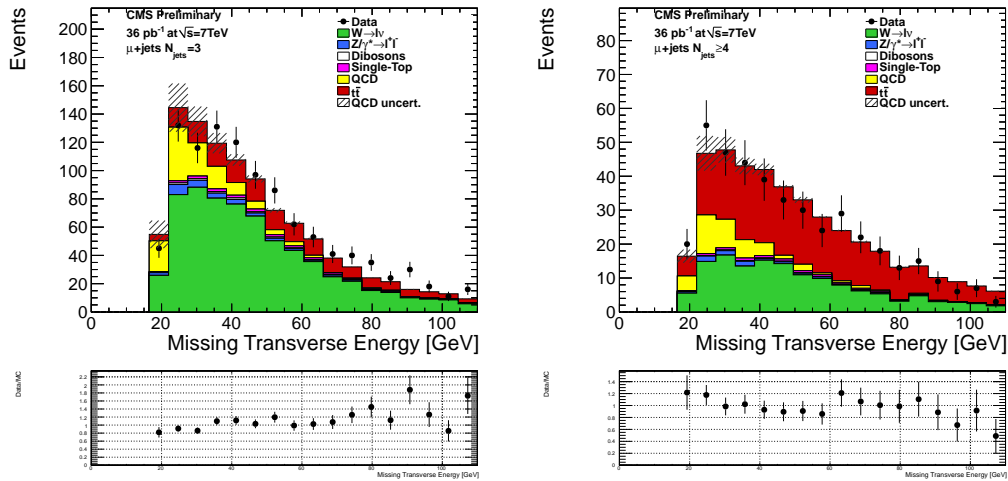 Events
CMS Preliminary
36 pb⁻¹ at √s=7TeV
μ+jets N_jets=3
Data
W→lν
Z/γ*→l⁺l⁻
Dibosons
Single-Top
QCD
tt̄
QCD uncert.
160
140
120
100
80
60
40
20
0
0 20 40 60 80 100
Missing Transverse Energy [GeV]
Data/MC
2.2
2
1.8
1.6
1.4
1.2
1
0.8
0.6
0.4
0.2
0
0 20 40 60 80 100
Missing Transverse Energy [GeV]
Events
CMS Preliminary
36 pb⁻¹ at √s=7TeV
μ+jets N_jets≥4
Data
W→lν
Z/γ*→l⁺l⁻
Dibosons
Single-Top
QCD
tt̄
QCD uncert.
80
70
60
50
40
30
20
10
0
0 20 40 60 80 100
Missing Transverse Energy [GeV]
Data/MC
1.4
1.2
1
0.8
0.6
0.4
0.2
0
0 20 40 60 80 100
Missing Transverse Energy [GeV]